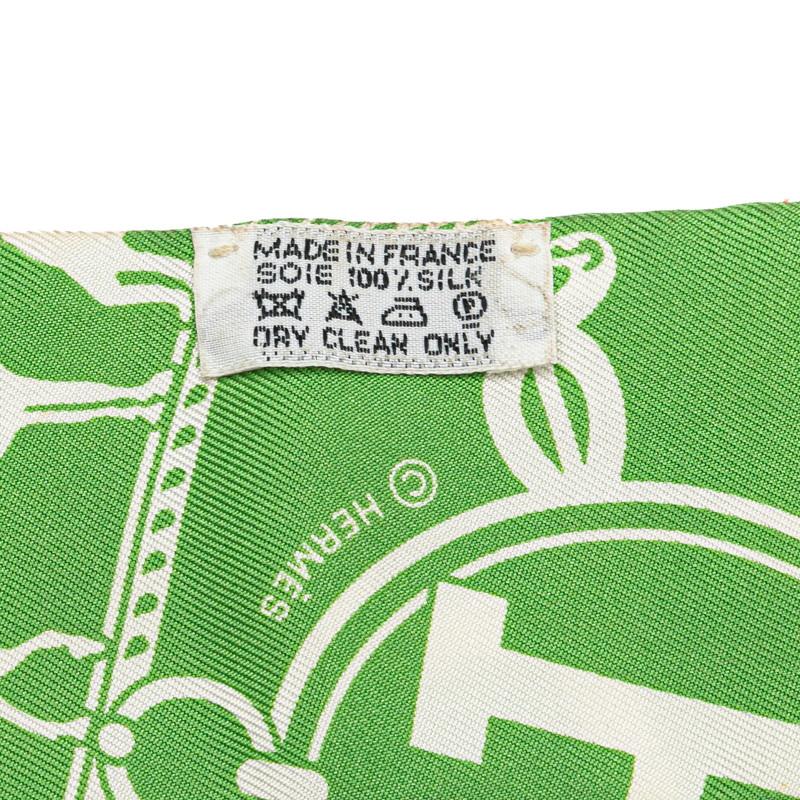 MADE IN FRANCE
SOIE 100% SILK
P
DRY CLEAN ONLY
© HERMÈS